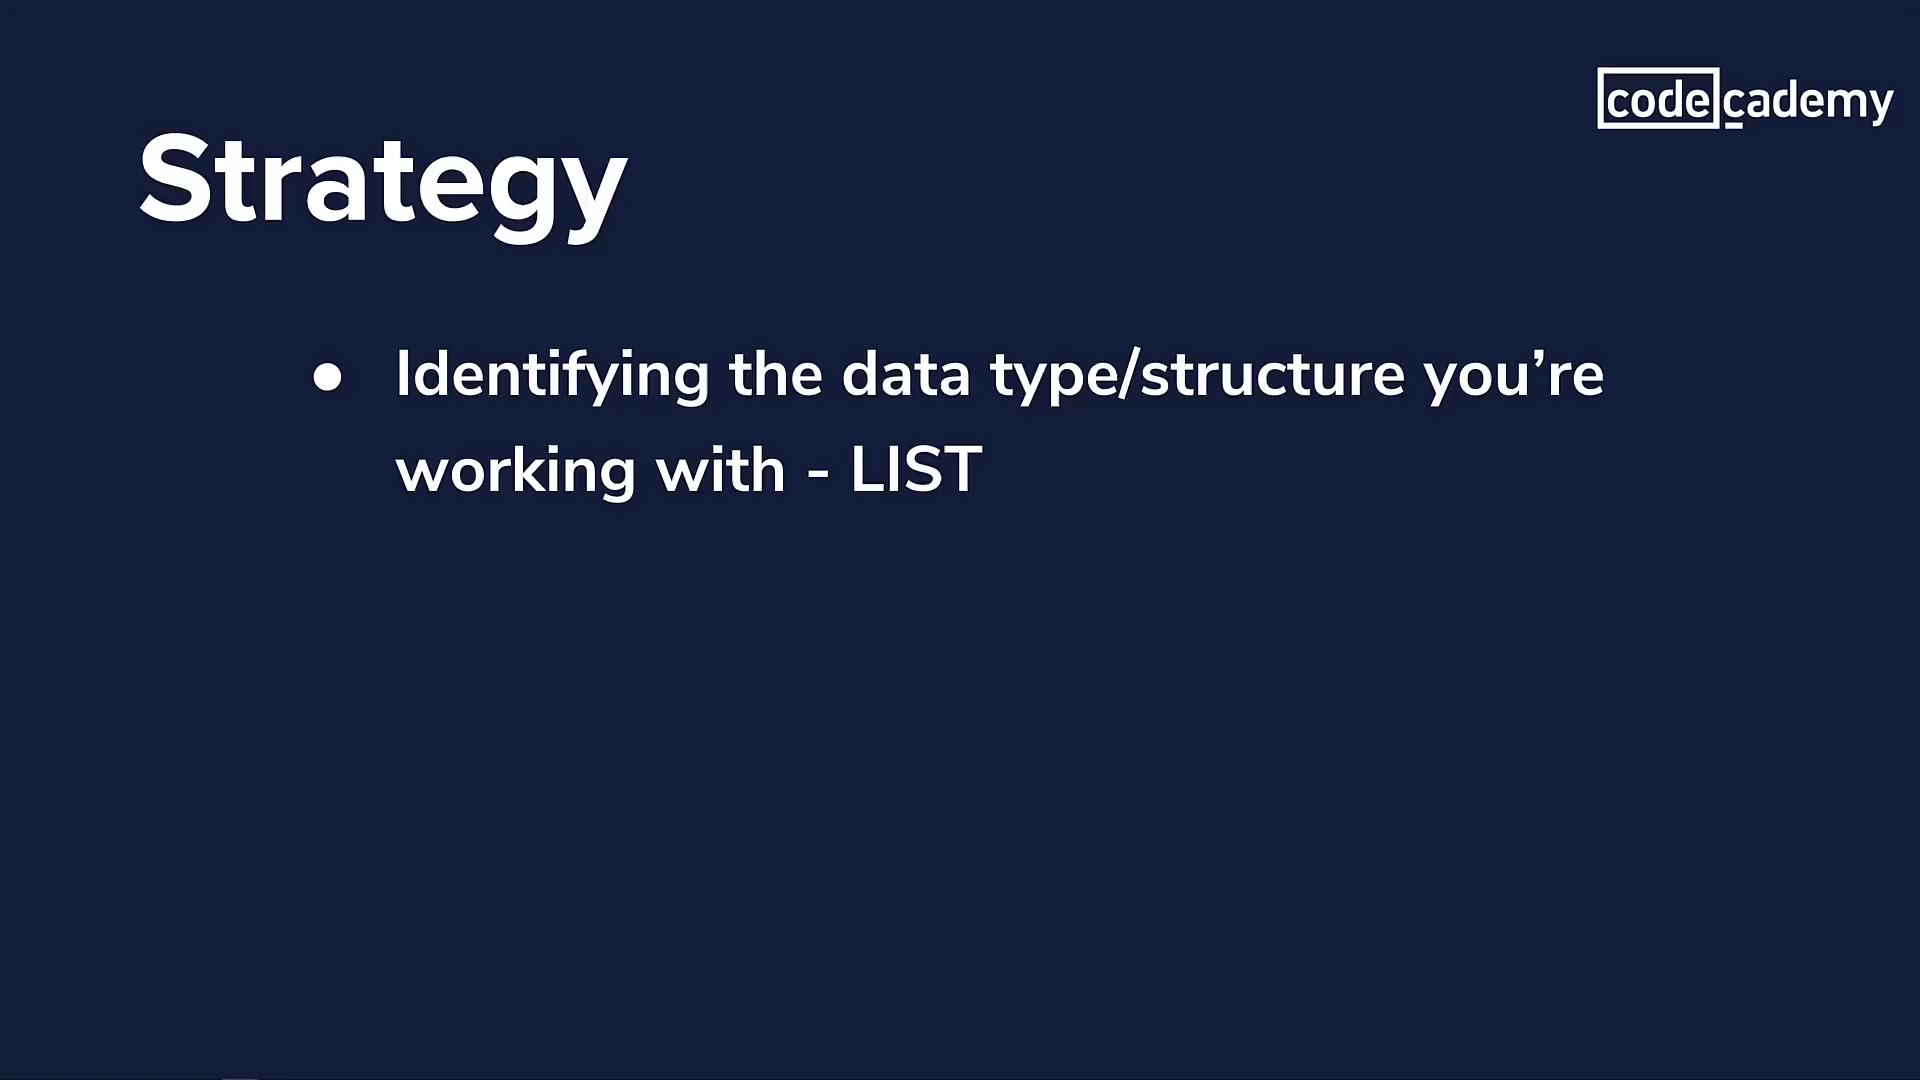 codecademy
Strategy
● Identifying the data type/structure you’re
working with - LIST